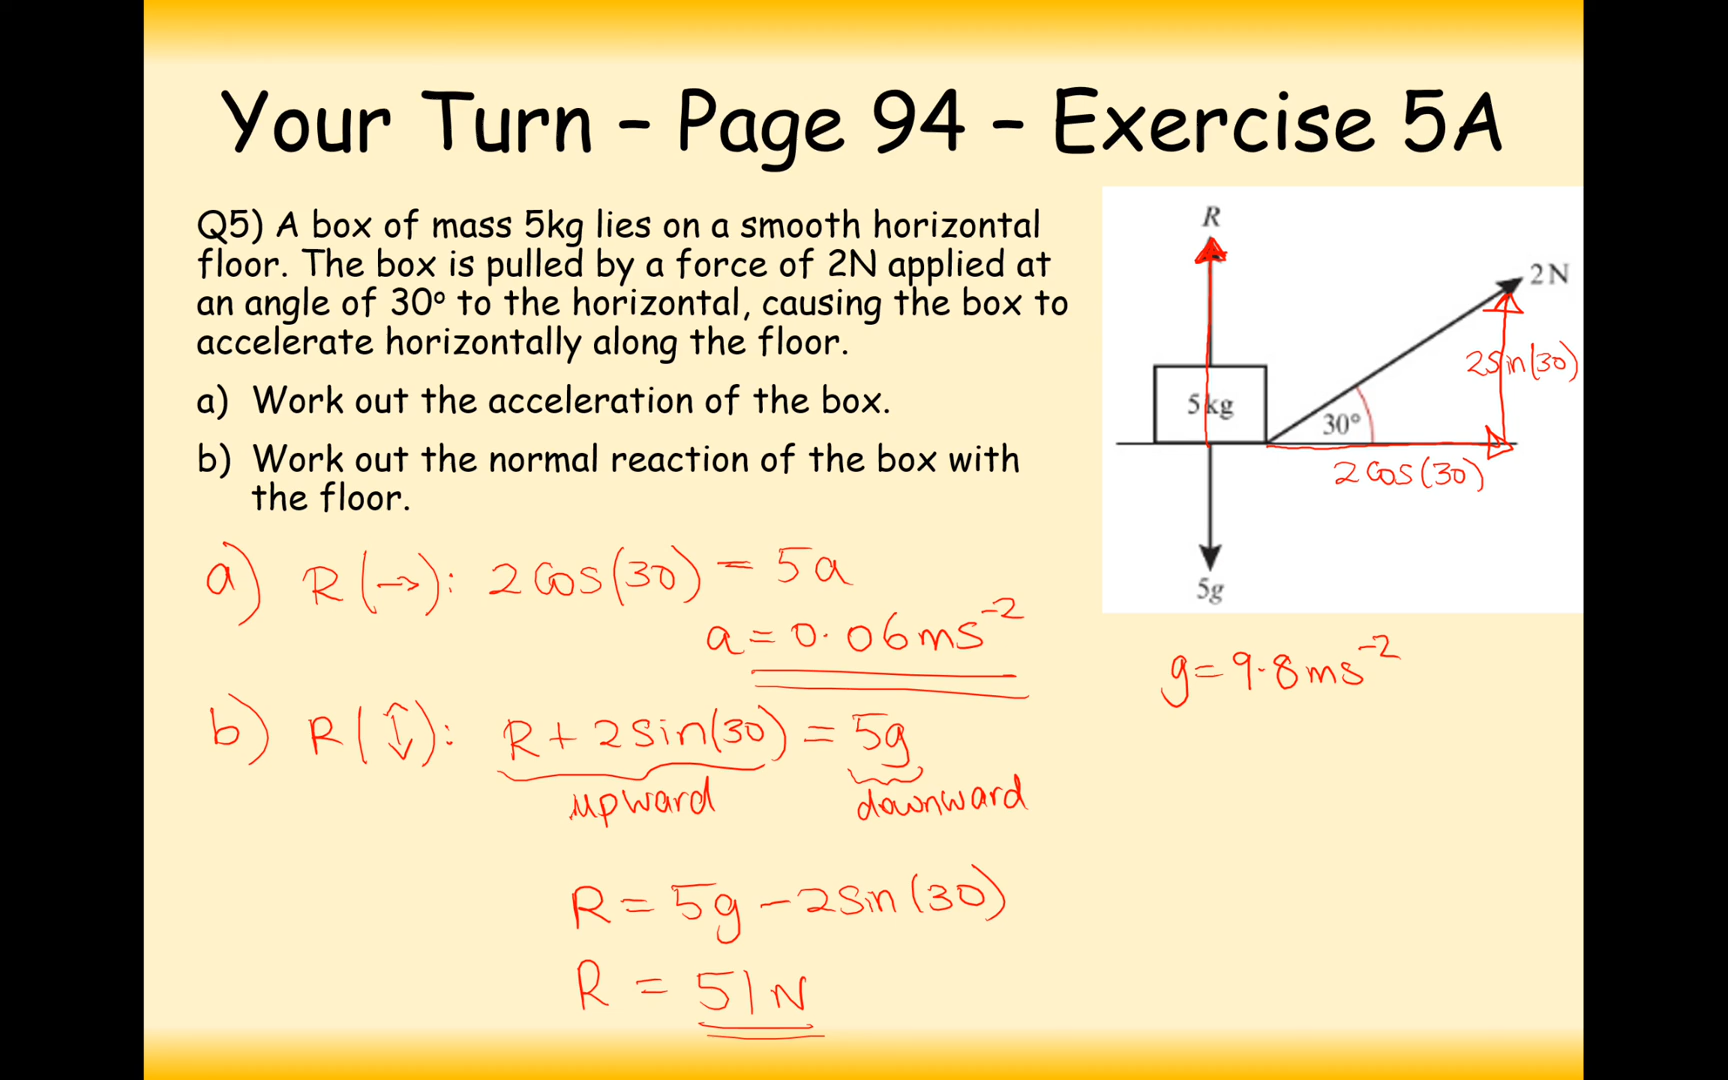 Your Turn – Page 94 – Exercise 5A
Q5) A box of mass 5kg lies on a smooth horizontal
floor. The box is pulled by a force of 2N applied at
an angle of 30° to the horizontal, causing the box to
accelerate horizontally along the floor.
a) Work out the acceleration of the box.
b) Work out the normal reaction of the box with
the floor.
R
2 N
2sin(30)
5 kg
30°
2cos(30)
5g
a) R(→): 2cos(30) = 5a
a = 0.06ms⁻²
g = 9.8ms⁻²
b) R(↕): R + 2sin(30) = 5g
upward downward
R = 5g - 2sin(30)
R = 51N